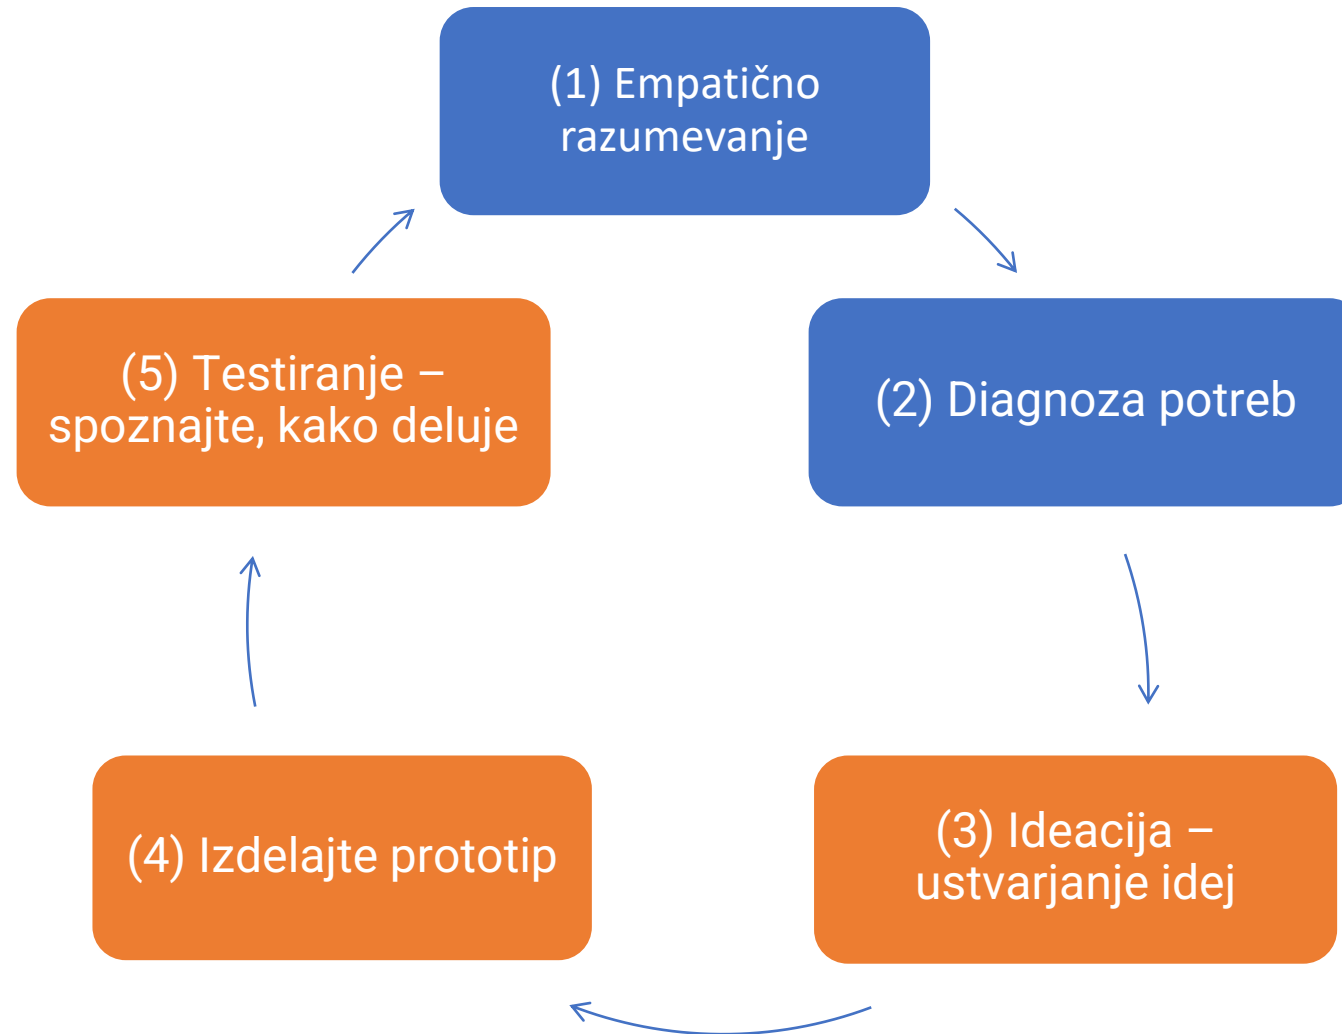 (1) Empatično
razumevanje
(2) Diagnoza potreb
(3) Ideacija –
ustvarjanje idej
(4) Izdelajte prototip
(5) Testiranje –
spoznajte, kako deluje